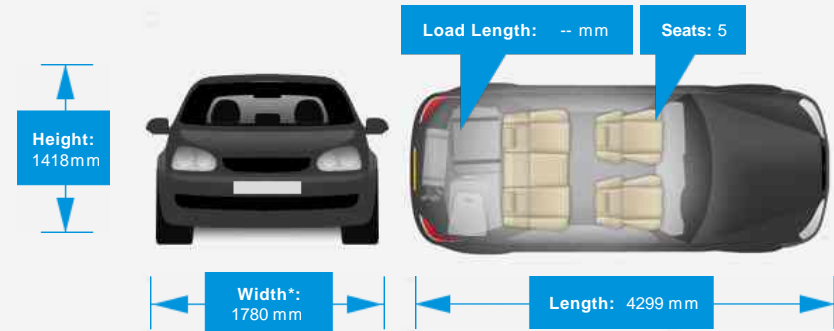 Load Length: -- mm
Seats: 5
Height:
1418mm
Width*:
1780 mm
Length: 4299 mm